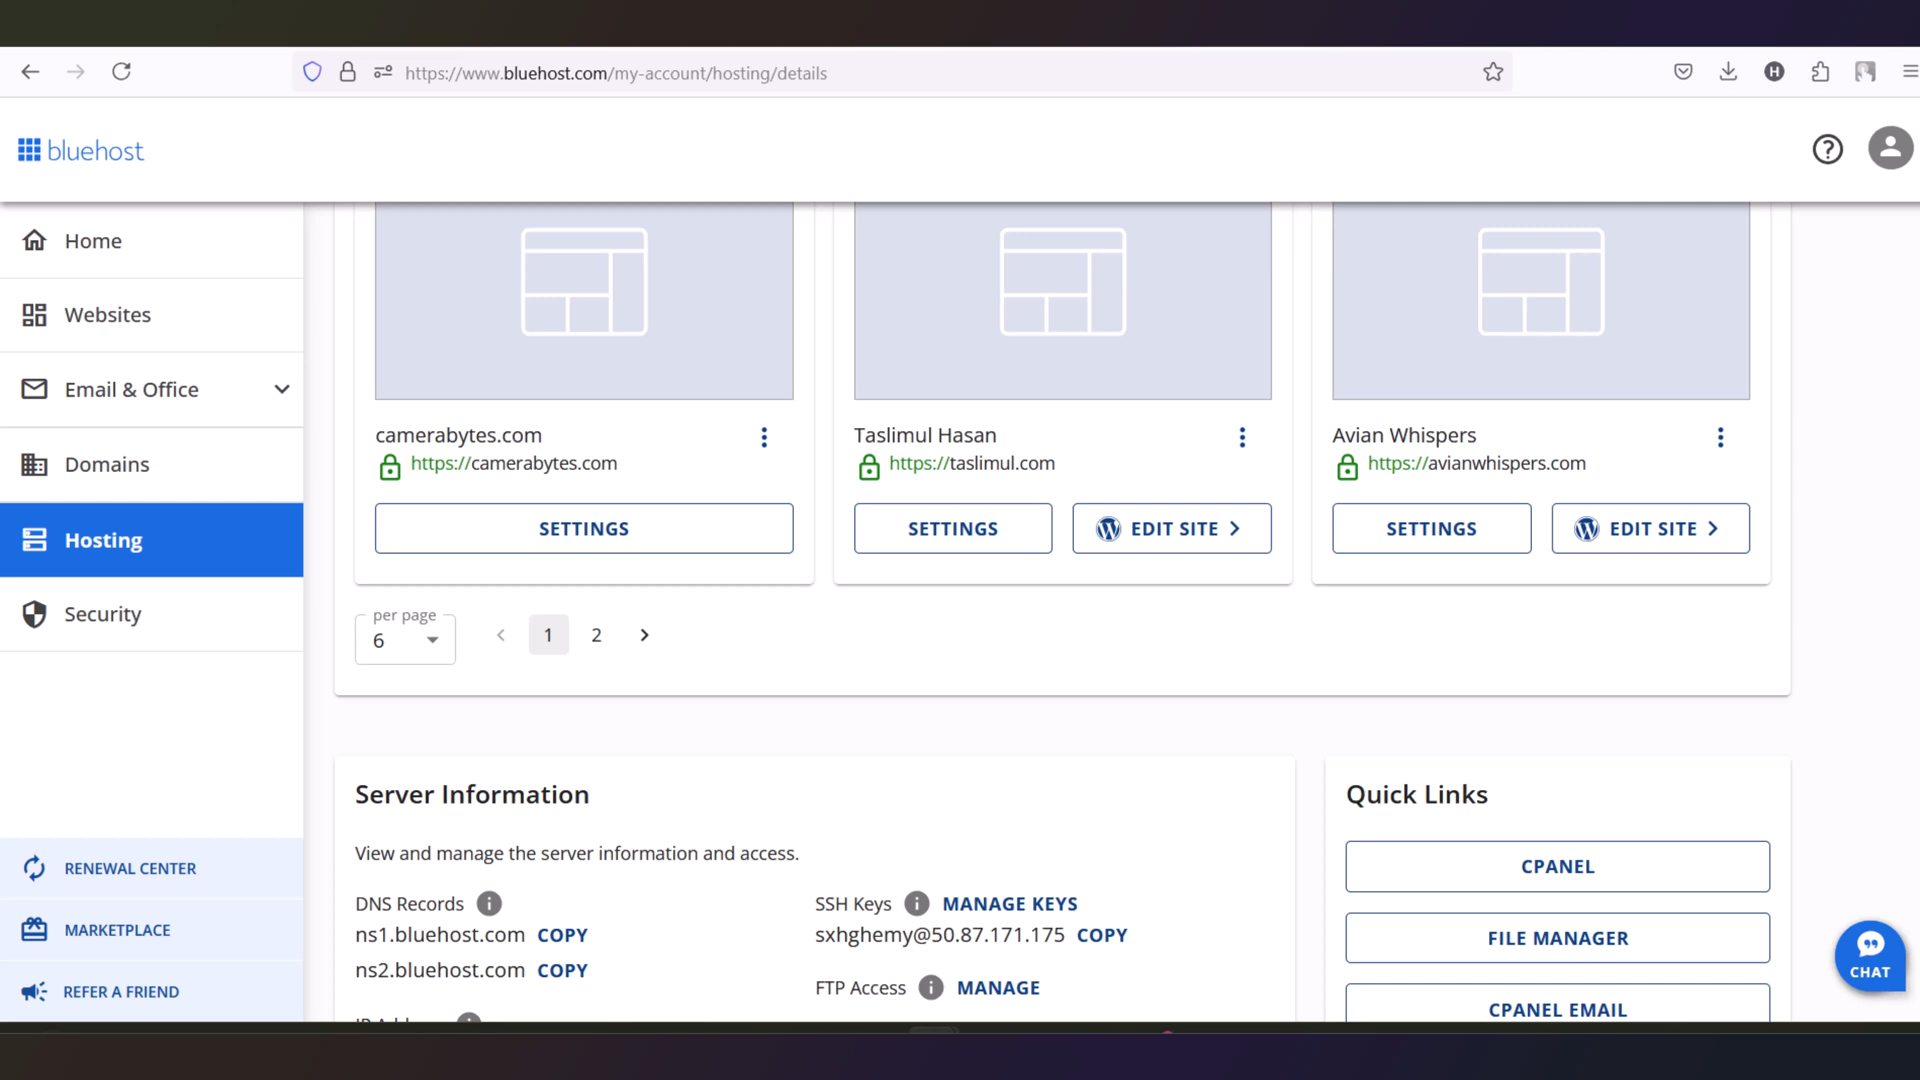 https://www.bluehost.com/my-account/hosting/details
H
bluehost
Home
Websites
Email & Office
Domains
Hosting
Security
RENEWAL CENTER
MARKETPLACE
REFER A FRIEND
camerabytes.com
https://camerabytes.com
SETTINGS
Taslimul Hasan
https://taslimul.com
SETTINGS
EDIT SITE
Avian Whispers
https://avianwhispers.com
SETTINGS
EDIT SITE
per page
6
1
2
Server Information
View and manage the server information and access.
DNS Records
ns1.bluehost.com COPY
ns2.bluehost.com COPY
SSH Keys MANAGE KEYS
sxhghemy@50.87.171.175 COPY
FTP Access MANAGE
Quick Links
CPANEL
FILE MANAGER
CPANEL EMAIL
CHAT